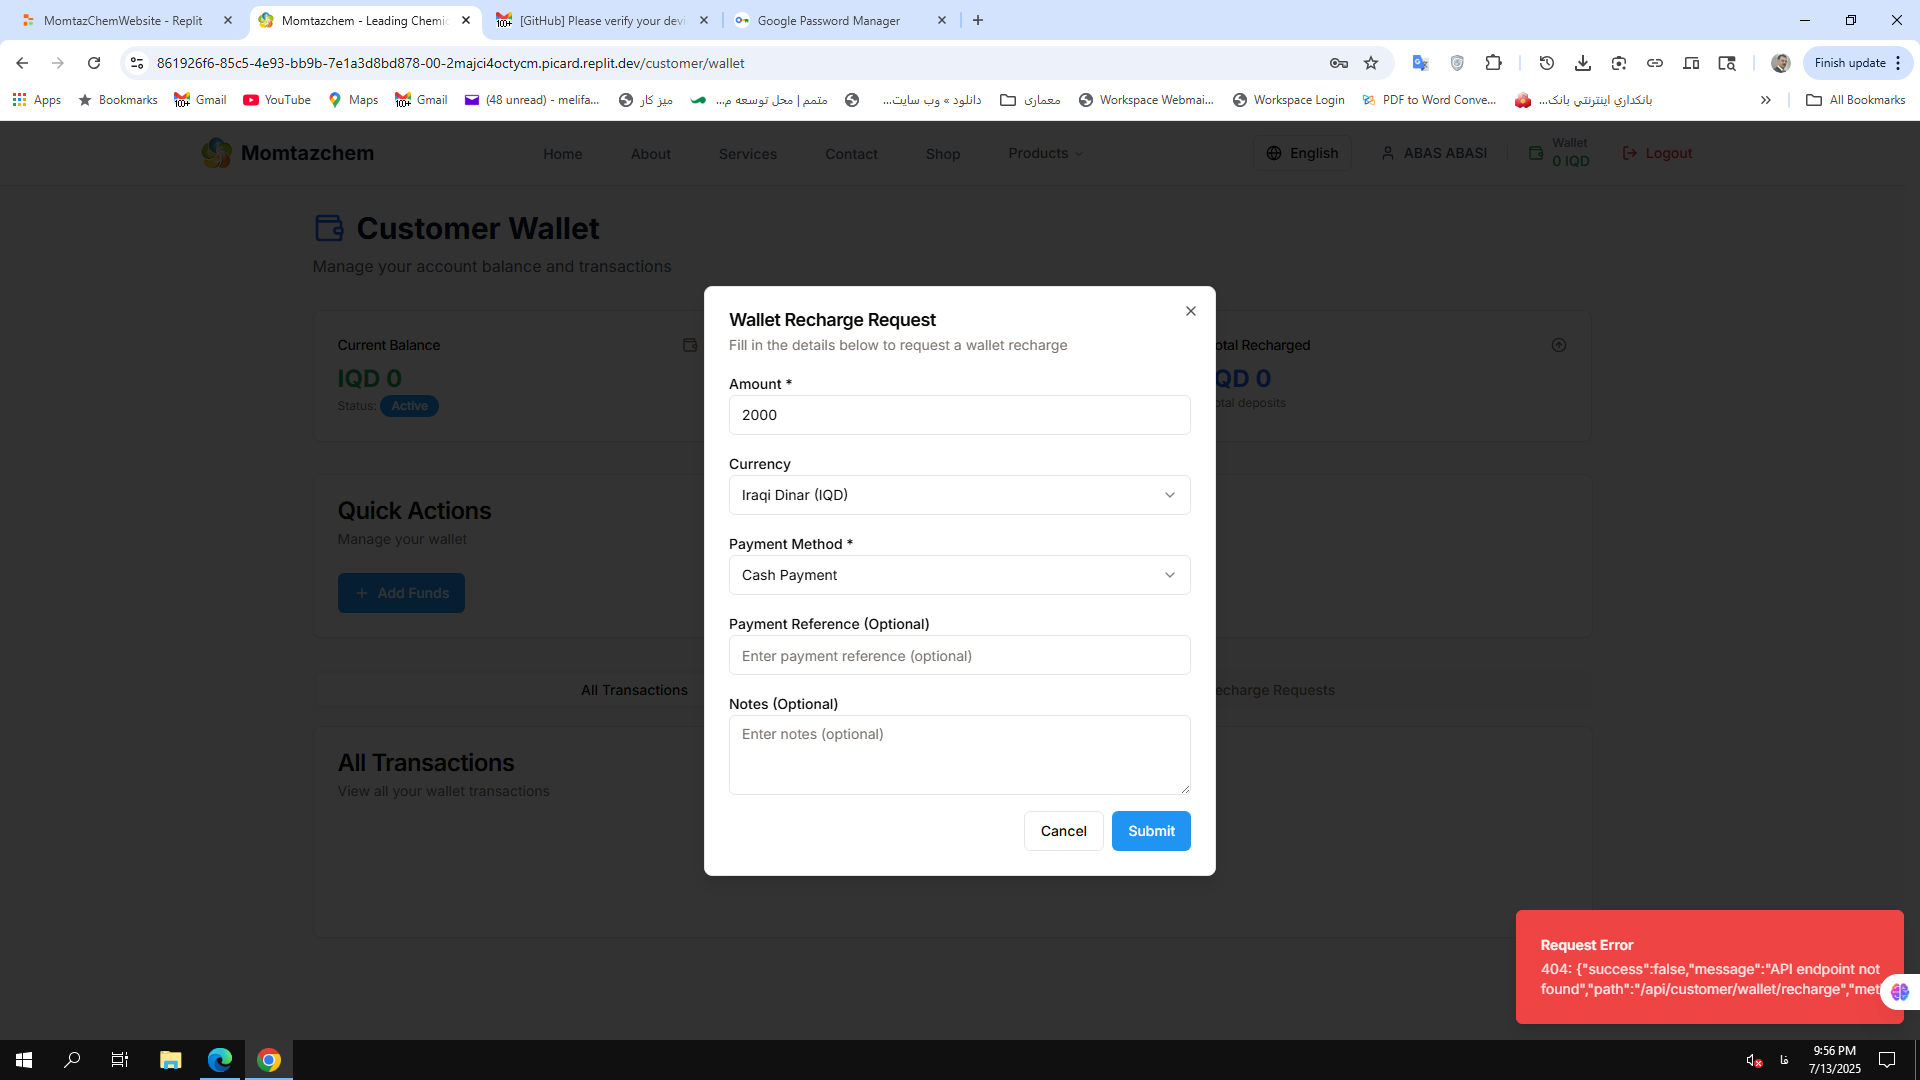 MomtazChemWebsite - Replit
Momtazchem - Leading Chemic
[GitHub] Please verify your devi
Google Password Manager
861926f6-85c5-4e93-bb9b-7e1a3d8bd878-00-2majci4octycm.picard.replit.dev/customer/wallet
Finish update
Apps
Bookmarks
Gmail
YouTube
Maps
Gmail
(48 unread) - melifa...
میز کار
متمم | محل توسعه م...
دانلود » وب سایت...
معماری
Workspace Webmai...
Workspace Login
PDF to Word Conve...
بانکداري اینترنتي بانک...
All Bookmarks
Momtazchem
Home
About
Services
Contact
Shop
Products
English
ABAS ABASI
Wallet
0 IQD
Logout
Customer Wallet
Manage your account balance and transactions
Current Balance
IQD 0
Status: Active
otal Recharged
QD 0
otal deposits
Quick Actions
Manage your wallet
+ Add Funds
All Transactions
echarge Requests
All Transactions
View all your wallet transactions
Wallet Recharge Request
Fill in the details below to request a wallet recharge
Amount *
2000
Currency
Iraqi Dinar (IQD)
Payment Method *
Cash Payment
Payment Reference (Optional)
Enter payment reference (optional)
Notes (Optional)
Enter notes (optional)
Cancel
Submit
Request Error
404: {"success":false,"message":"API endpoint not
found","path":"/api/customer/wallet/recharge","met
فا
9:56 PM
7/13/2025